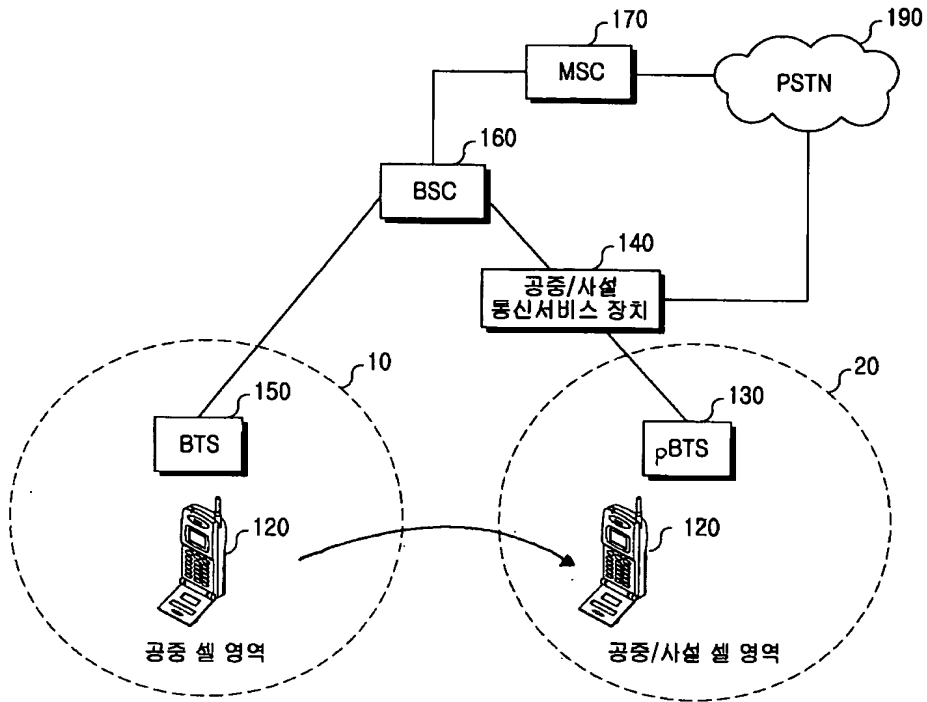 170
190
MSC
PSTN
160
BSC
140
공중/사설
통신서비스 장치
10
20
150
130
BTS
pBTS
120
120
공중 셀 영역
공중/사설 셀 영역